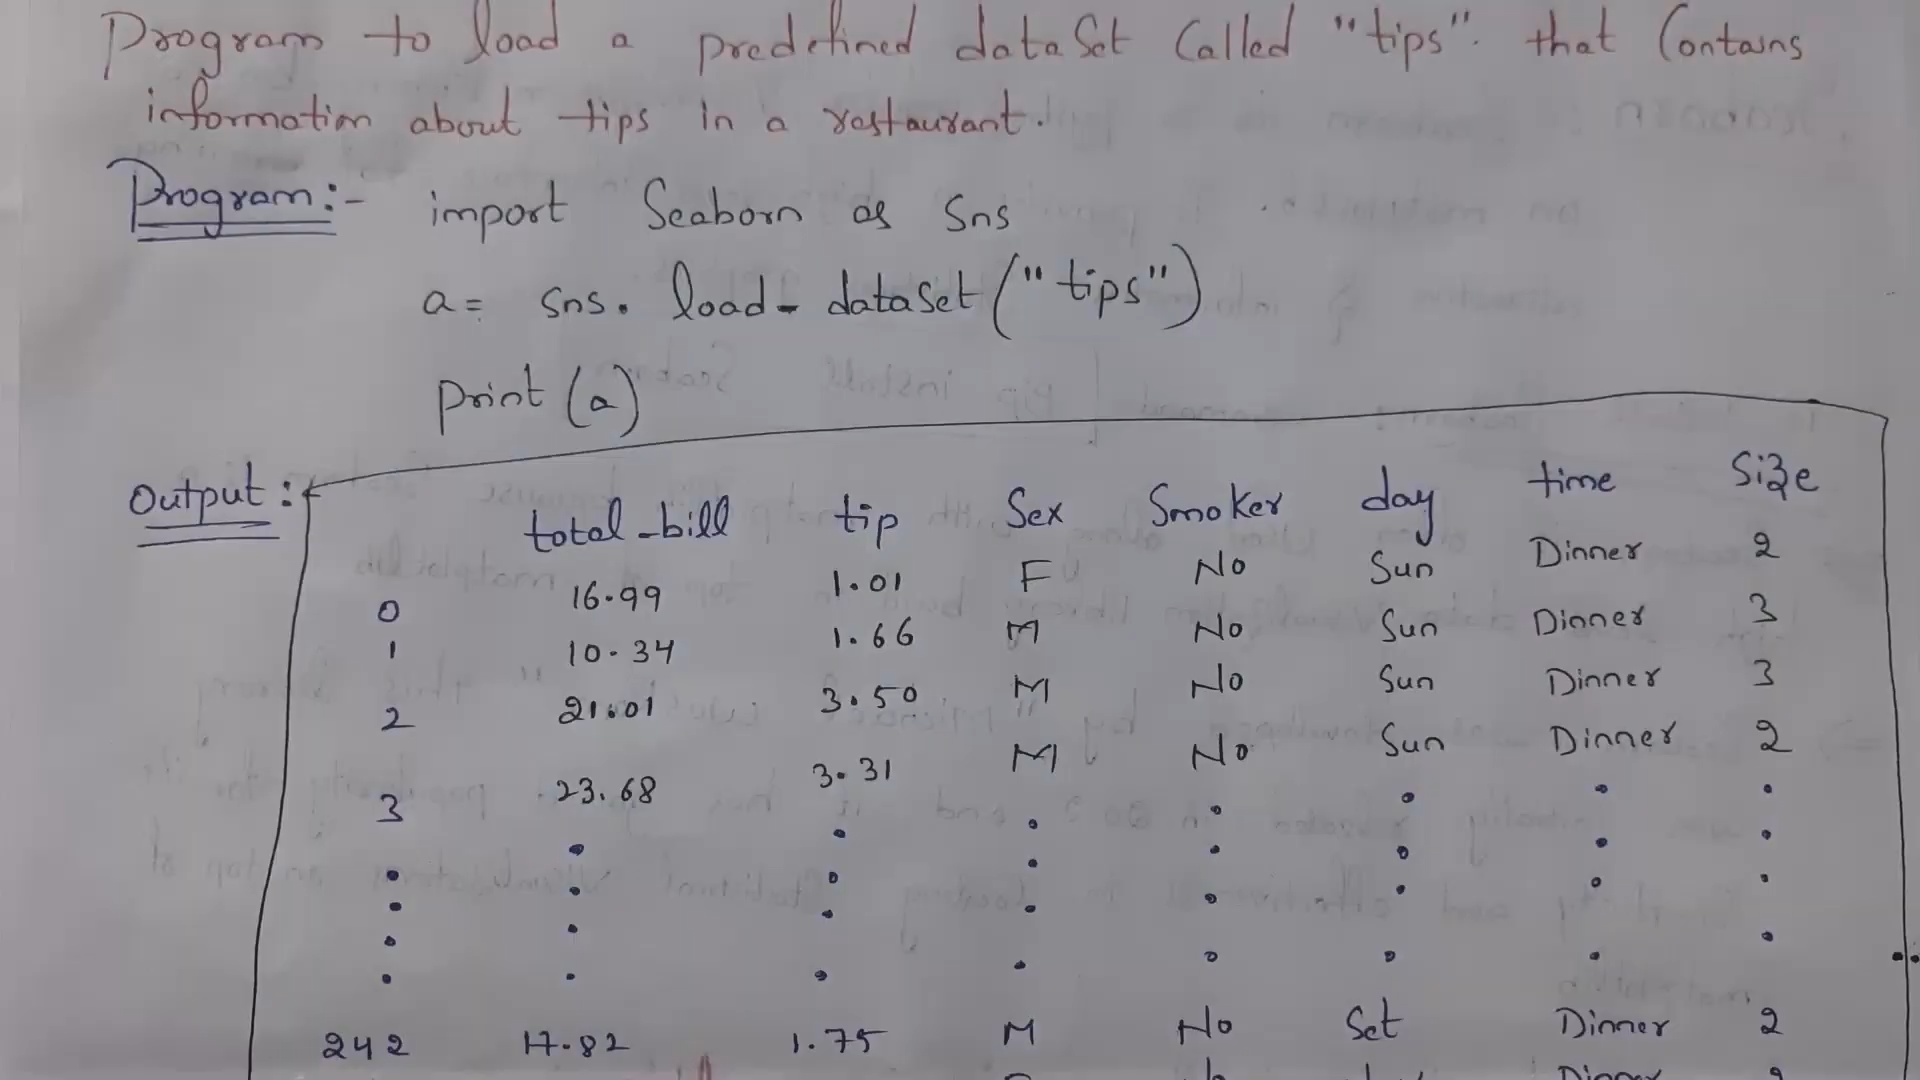 Program to load a predefined dataSet Called "tips". that Contains
information about tips in a restaurant.
Program:- import Seaborn as Sns
a= Sns. load_dataSet("tips")
print (a)
Output:-
total_bill tip Sex Smoker day time Size
0 16.99 1.01 F No Sun Dinner 2
1 10.34 1.66 M No Sun Dinner 3
2 21.01 3.50 M No Sun Dinner 3
3 23.68 3.31 M No Sun Dinner 2
242 17.82 1.75 M No Sat Dinner 2
Dinner